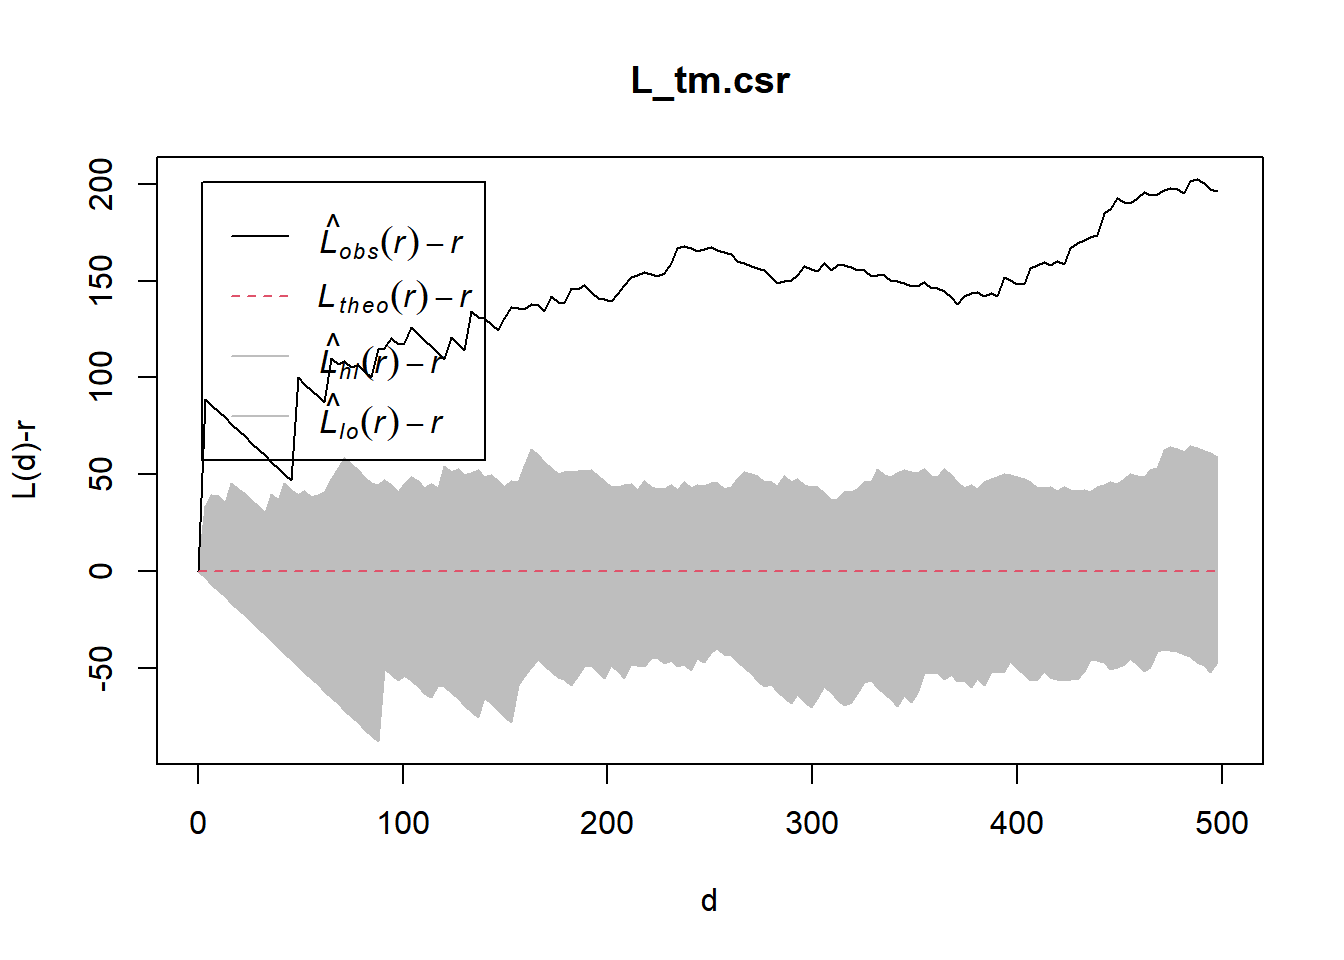 L_tm.csr
L(d)-r
200
150
100
50
0
-50
L̂obs(r) − r
Ltheo(r) − r
L̂hi(r) − r
L̂lo(r) − r
0 100 200 300 400 500
d